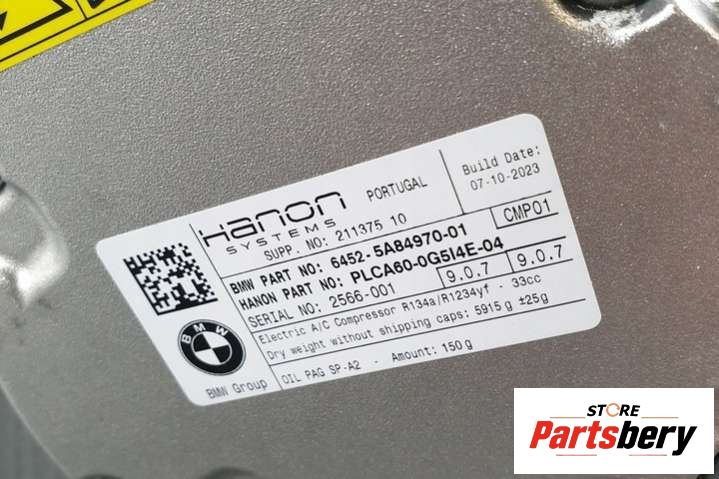 Hanon
SYSTEMS
PORTUGAL
Build Date:
07-10-2023
SUPP. NO: 211375 10
CMP01
BMW PART NO: 6452-5A84970-01
HANON PART NO: PLCA60-0G5I4E-04
SERIAL NO: 2566-001
9.0.7
9.0.7
Electric A/C Compressor R134a/R1234yf - 33cc
Dry weight without shipping caps: 5915 g ±25g
OIL PAG SP-A2 - Amount: 150 g
BMW
BMW Group
STORE
Partsbery